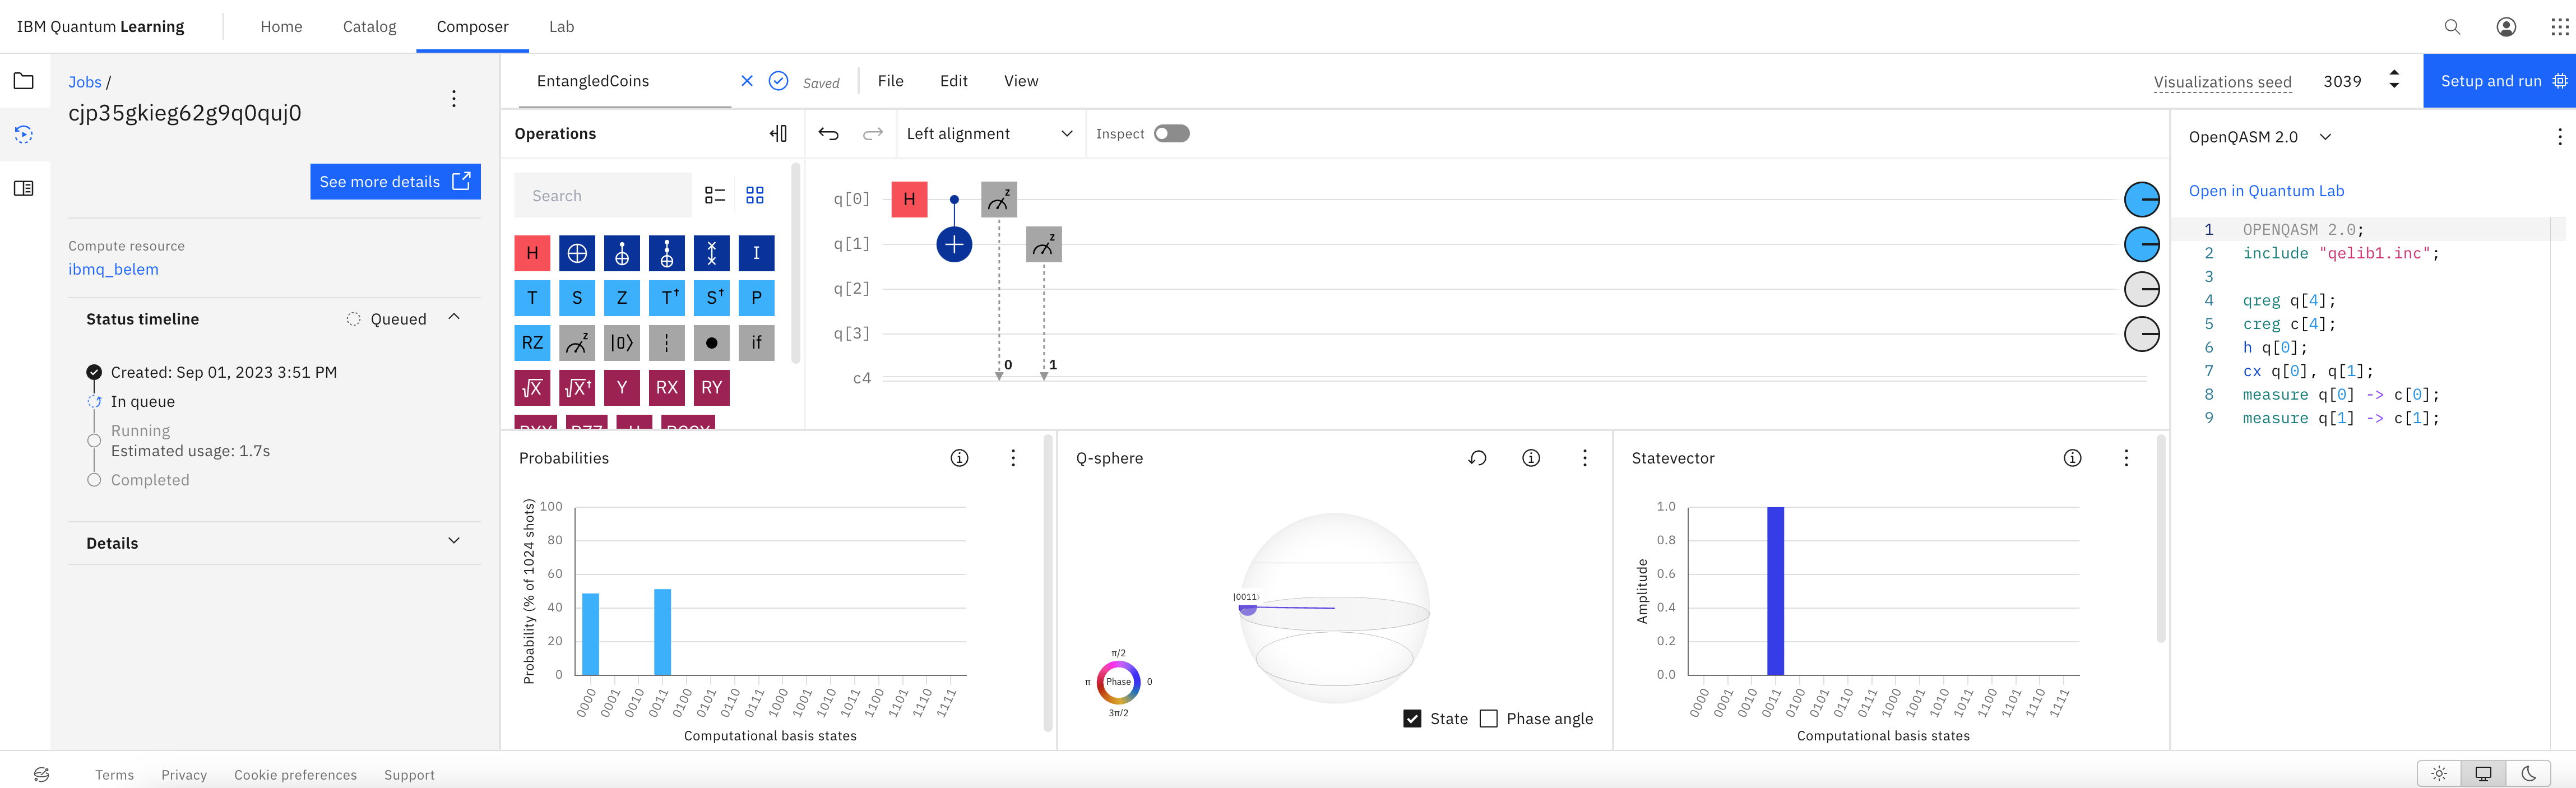 IBM Quantum Learning
Home
Catalog
Composer
Lab
Jobs /
cjp35gkieg62g9q0quj0
See more details
Compute resource
ibmq_belem
Status timeline
Queued
Created: Sep 01, 2023 3:51 PM
In queue
Running
Estimated usage: 1.7s
Completed
Details
EntangledCoins
Saved
File
Edit
View
Visualizations seed
3039
Setup and run
Operations
Left alignment
Inspect
Search
H
I
T S Z T† S† P
RZ z |0⟩ if
√X √X† Y RX RY
q[0]
H
z
q[1]
z
q[2]
q[3]
c4
0
1
OpenQASM 2.0
Open in Quantum Lab
1 OPENQASM 2.0;
2 include "qelib1.inc";
3
4 qreg q[4];
5 creg c[4];
6 h q[0];
7 cx q[0], q[1];
8 measure q[0] -> c[0];
9 measure q[1] -> c[1];
Probabilities
Probability (% of 1024 shots)
100
80
60
40
20
0
0000 0001 0010 0011 0100 0101 0110 0111 1000 1001 1010 1011 1100 1101 1110 1111
Computational basis states
Q-sphere
|0011⟩
π/2
π Phase 0
3π/2
State
Phase angle
Statevector
Amplitude
1.0
0.8
0.6
0.4
0.2
0.0
0000 0001 0010 0011 0100 0101 0110 0111 1000 1001 1010 1011 1100 1101 1110 1111
Computational basis states
Terms
Privacy
Cookie preferences
Support